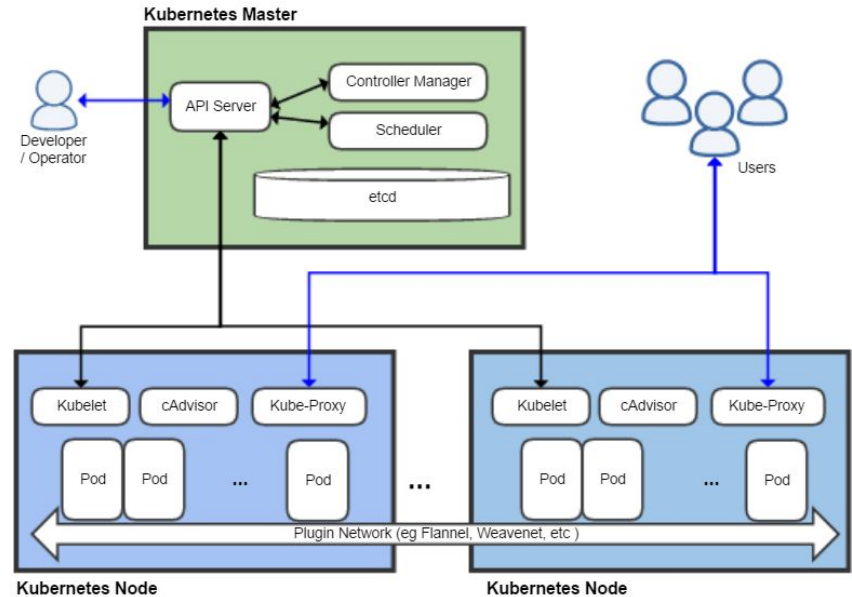 Kubernetes Master
API Server
Controller Manager
Scheduler
etcd
Developer
/ Operator
Users
Kubelet
cAdvisor
Kube-Proxy
Pod
Pod
...
Pod
...
Kubelet
cAdvisor
Kube-Proxy
Pod
Pod
...
Pod
Plugin Network (eg Flannel, Weavenet, etc )
Kubernetes Node
Kubernetes Node